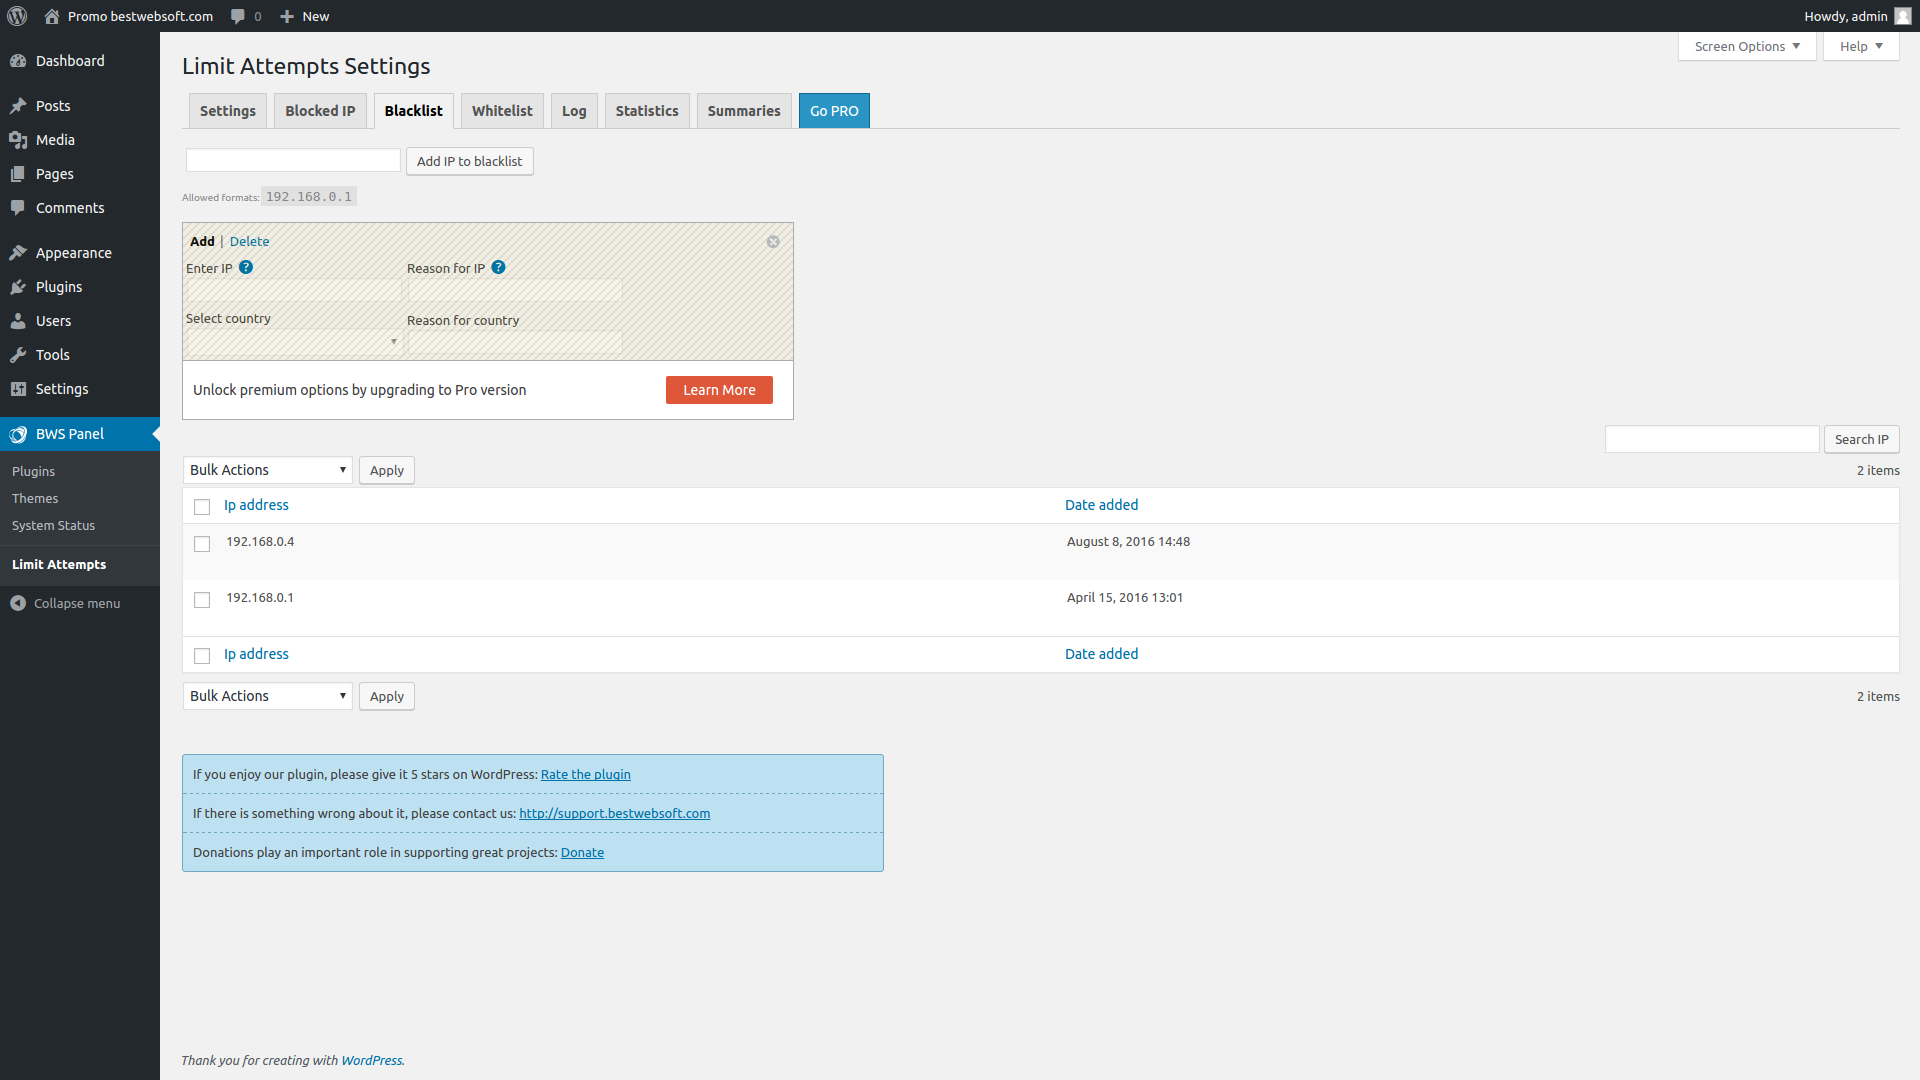 Promo bestwebsoft.com 0 New Howdy, admin
Screen Options Help
Dashboard
Posts
Media
Pages
Comments
Appearance
Plugins
Users
Tools
Settings
BWS Panel
Plugins
Themes
System Status
Limit Attempts
Collapse menu
Limit Attempts Settings
Settings Blocked IP Blacklist Whitelist Log Statistics Summaries Go PRO
Add IP to blacklist
Allowed formats: 192.168.0.1
Add | Delete
Enter IP ? Reason for IP ?
Select country Reason for country
Unlock premium options by upgrading to Pro version Learn More
Search IP
Bulk Actions Apply 2 items
Ip address Date added
192.168.0.4 August 8, 2016 14:48
192.168.0.1 April 15, 2016 13:01
Ip address Date added
Bulk Actions Apply 2 items
If you enjoy our plugin, please give it 5 stars on WordPress: Rate the plugin
If there is something wrong about it, please contact us: http://support.bestwebsoft.com
Donations play an important role in supporting great projects: Donate
Thank you for creating with WordPress.